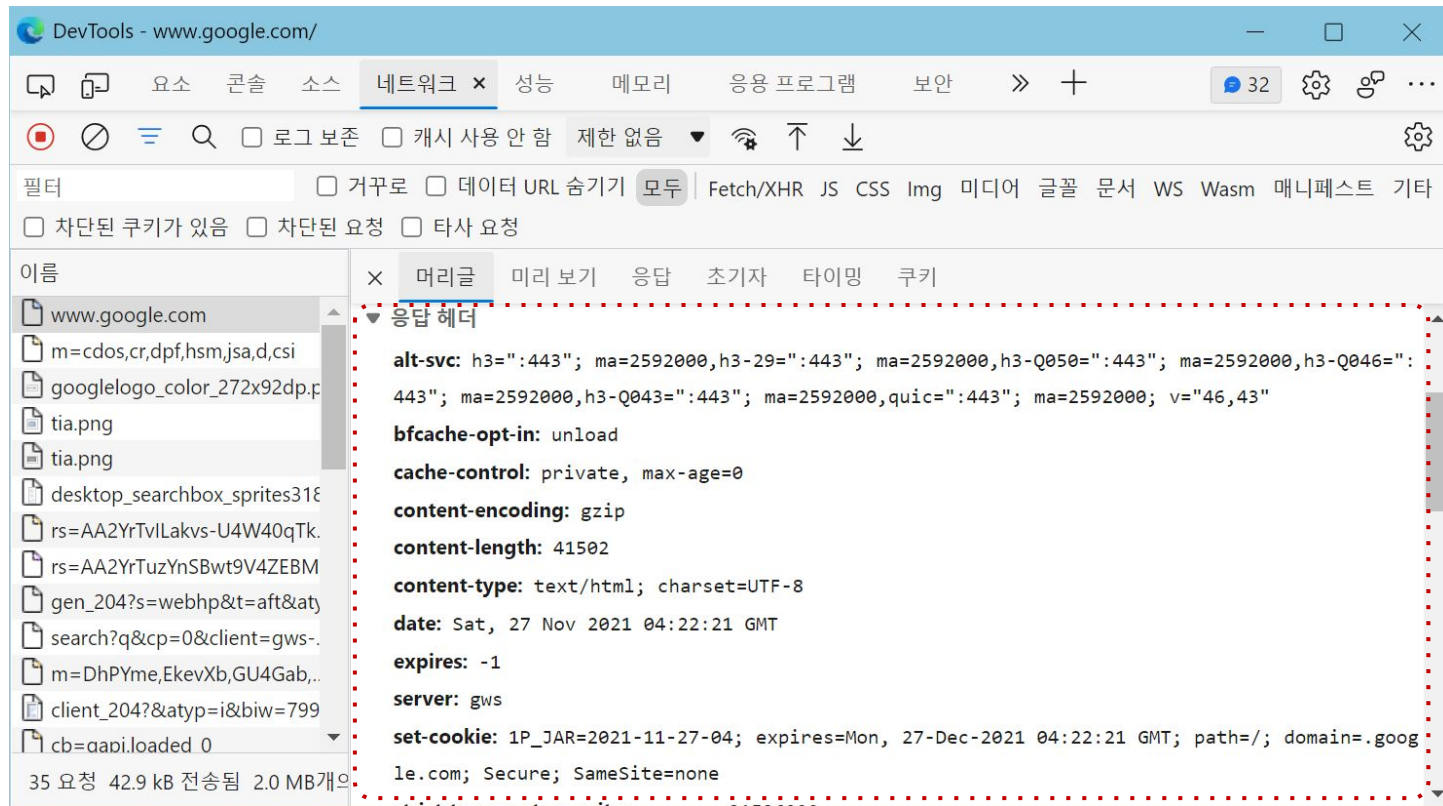 DevTools - www.google.com/
요소 콘솔 소스 네트워크 성능 메모리 응용 프로그램 보안 32
로그 보존 캐시 사용 안 함 제한 없음
필터 거꾸로 데이터 URL 숨기기 모두 Fetch/XHR JS CSS Img 미디어 글꼴 문서 WS Wasm 매니페스트 기타
차단된 쿠키가 있음 차단된 요청 타사 요청
이름
www.google.com
m=cdos,cr,dpf,hsm,jsa,d,csi
googlelogo_color_272x92dp.p
tia.png
tia.png
desktop_searchbox_sprites318
rs=AA2YrTvILakvs-U4W40qTk.
rs=AA2YrTuzYnSBwt9V4ZEBM
gen_204?s=webhp&t=aft&aty
search?q&cp=0&client=gws-.
m=DhPYme,EkevXb,GU4Gab,..
client_204?&atyp=i&biw=799
cb=gapi.loaded_0
35 요청 42.9 kB 전송됨 2.0 MB개으
머리글 미리 보기 응답 초기자 타이밍 쿠키
응답 헤더
alt-svc: h3=":443"; ma=2592000,h3-29=":443"; ma=2592000,h3-Q050=":443"; ma=2592000,h3-Q046=":
443"; ma=2592000,h3-Q043=":443"; ma=2592000,quic=":443"; ma=2592000; v="46,43"
bfcache-opt-in: unload
cache-control: private, max-age=0
content-encoding: gzip
content-length: 41502
content-type: text/html; charset=UTF-8
date: Sat, 27 Nov 2021 04:22:21 GMT
expires: -1
server: gws
set-cookie: 1P_JAR=2021-11-27-04; expires=Mon, 27-Dec-2021 04:22:21 GMT; path=/; domain=.goog
le.com; Secure; SameSite=none